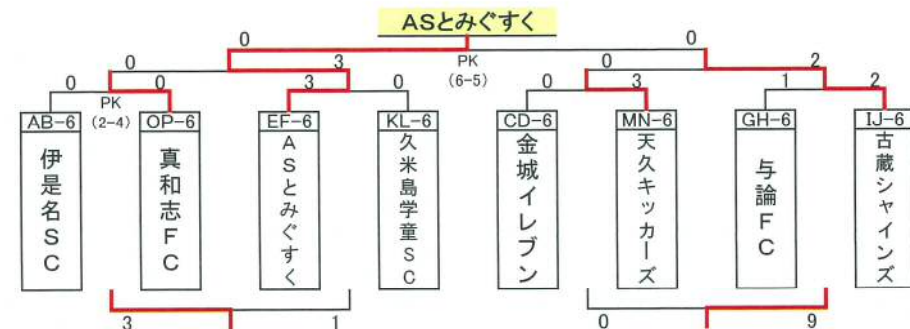 ASとみぐすく
0 0
0 3 PK 0 2
(6-5)
0 0 3 0 0 3 1 2
PK
(2-4)
AB-6 OP-6 EF-6 KL-6 CD-6 MN-6 GH-6 IJ-6
伊是名SC
真和志FC
ASとみぐすく
久米島学童SC
金城イレブン
天久キッカーズ
与論FC
古蔵シャインズ
3 1 0 9